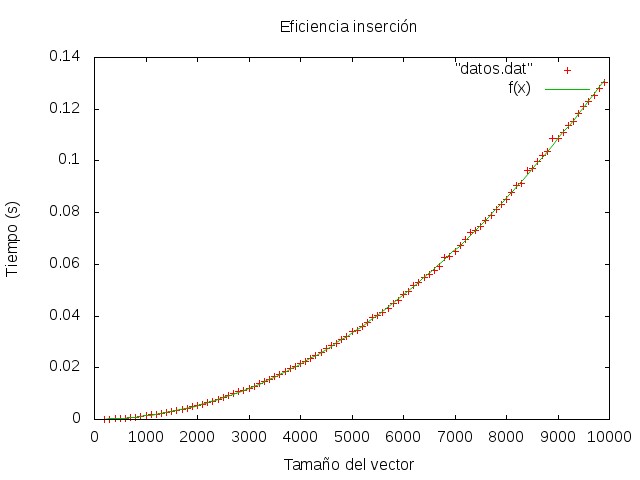 Eficiencia inserción
0.14
0.12
0.1
0.08
0.06
0.04
0.02
0
Tiempo (s)
"datos.dat"
f(x)
0 1000 2000 3000 4000 5000 6000 7000 8000 9000 10000
Tamaño del vector